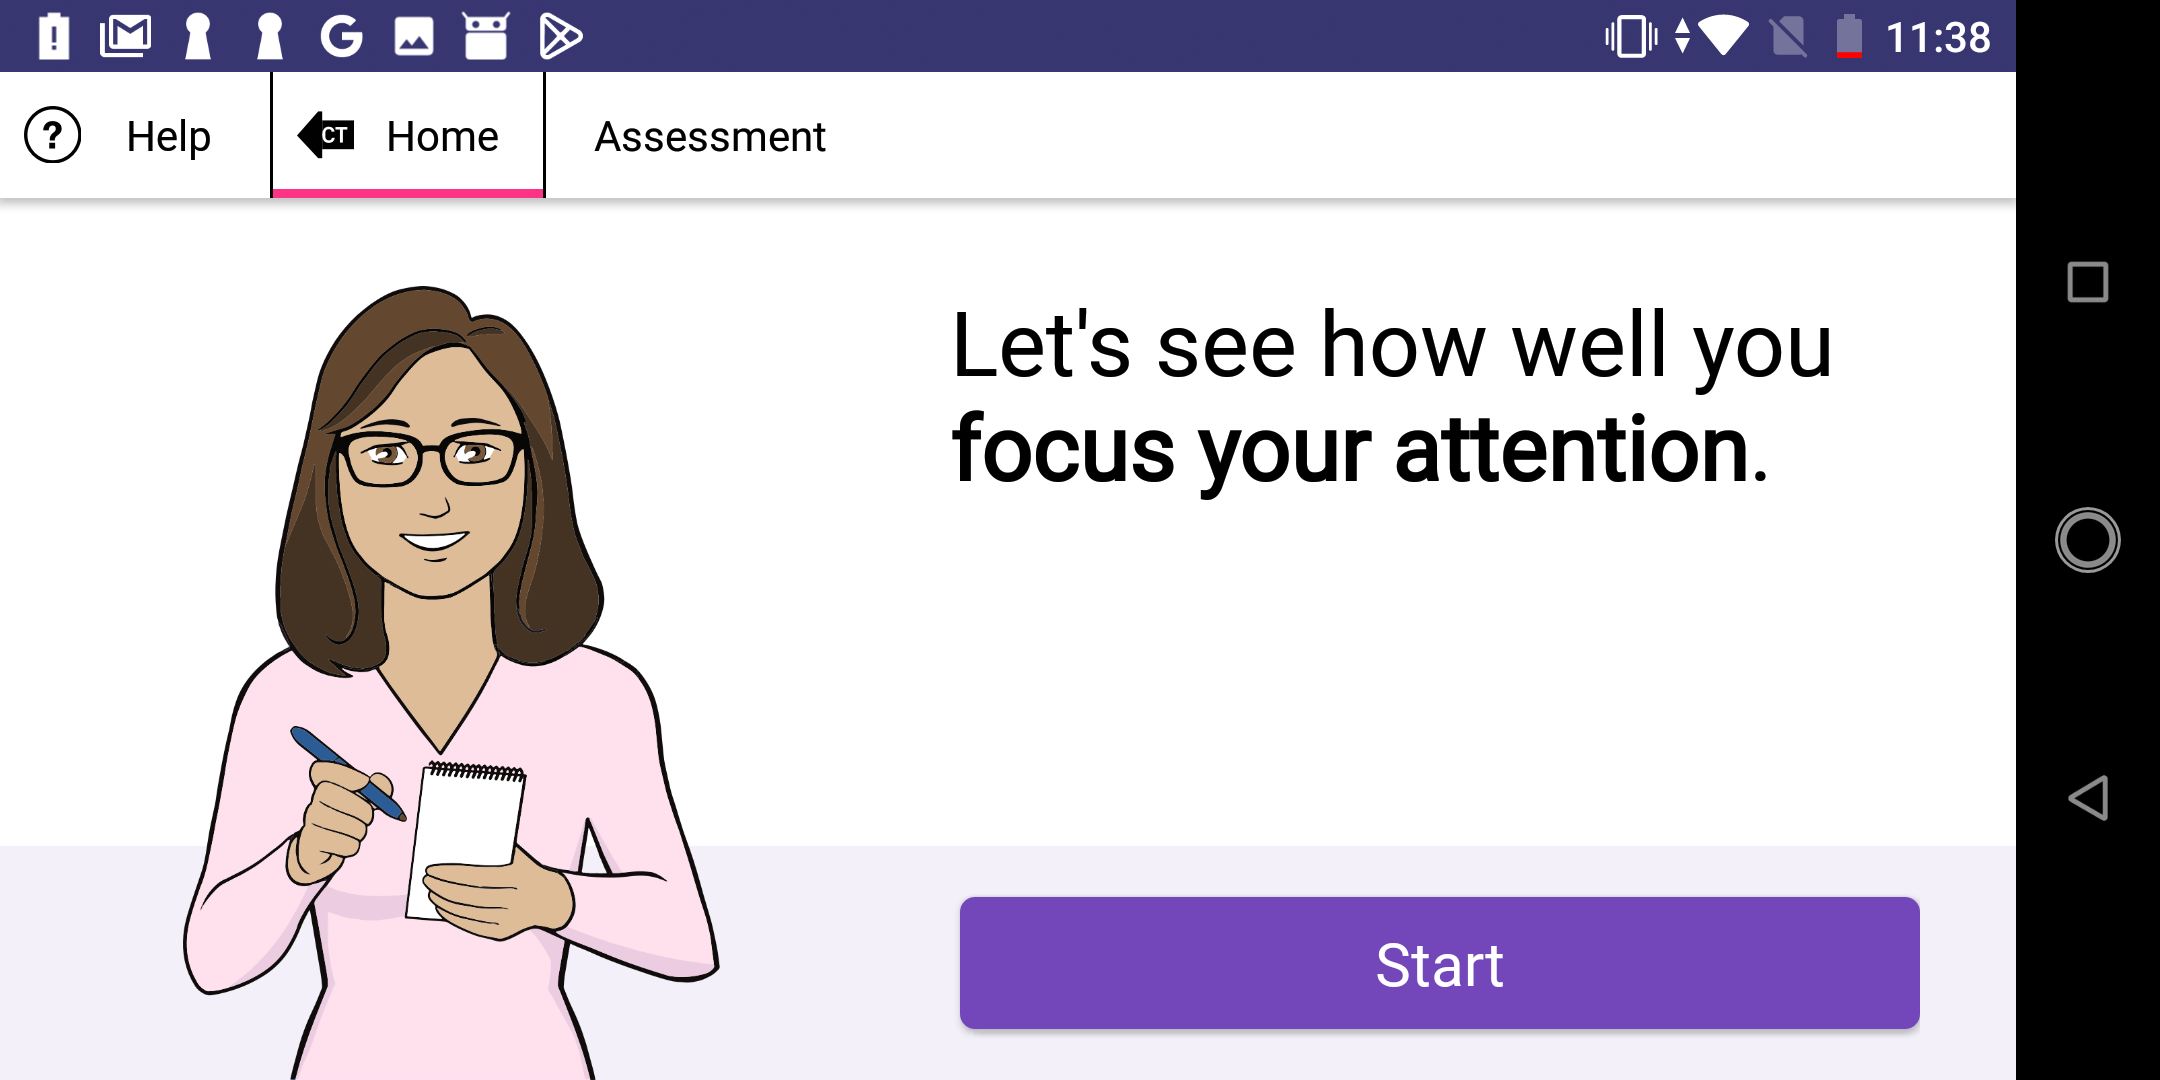 11:38
? Help
CT Home
Assessment
Let's see how well you
focus your attention.
Start